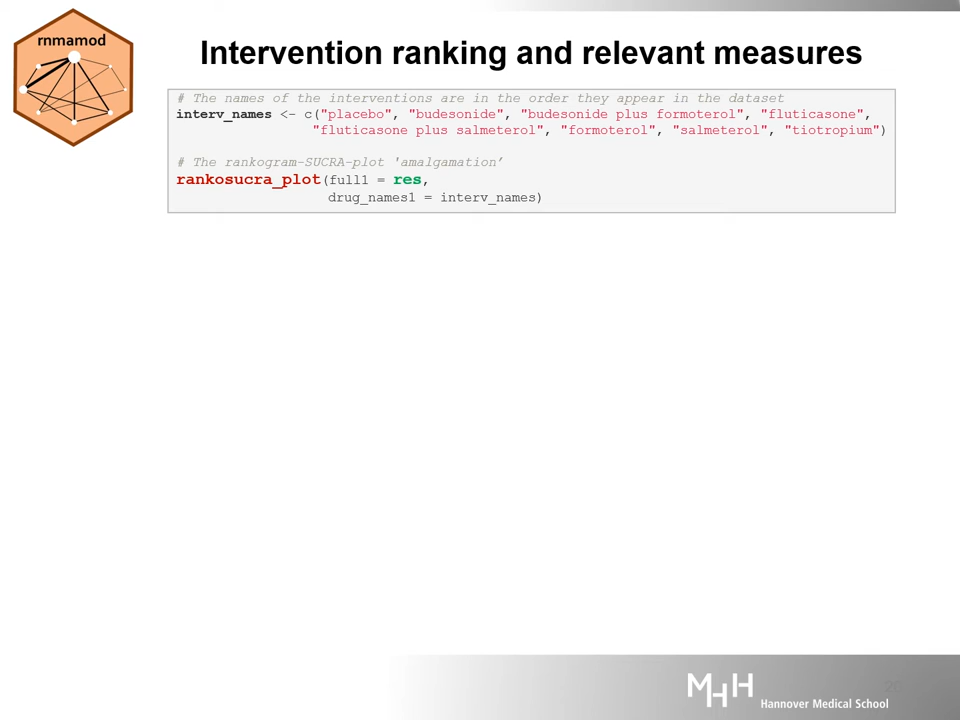 rnmamod
Intervention ranking and relevant measures
# The names of the interventions are in the order they appear in the dataset
interv_names <- c("placebo", "budesonide", "budesonide plus formoterol", "fluticasone",
"fluticasone plus salmeterol", "formoterol", "salmeterol", "tiotropium")
# The rankogram-SUCRA-plot 'amalgamation’
rankosucra_plot(full1 = res,
drug_names1 = interv_names)
MHH
Hannover Medical School